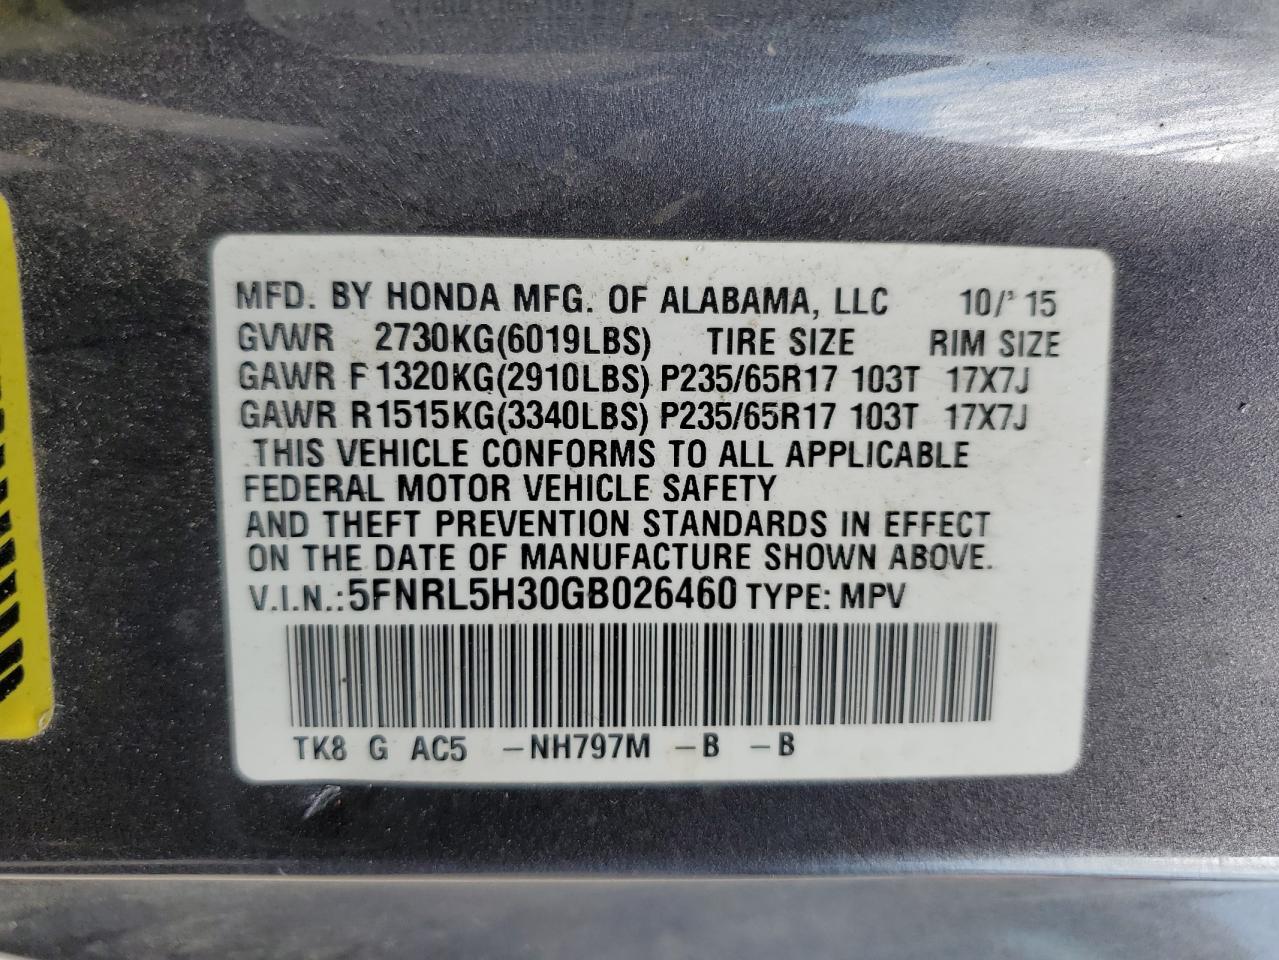 MFD. BY HONDA MFG. OF ALABAMA, LLC 10/' 15
GVWR 2730KG(6019LBS) TIRE SIZE RIM SIZE
GAWR F 1320KG(2910LBS) P235/65R17 103T 17X7J
GAWR R1515KG(3340LBS) P235/65R17 103T 17X7J
THIS VEHICLE CONFORMS TO ALL APPLICABLE
FEDERAL MOTOR VEHICLE SAFETY
AND THEFT PREVENTION STANDARDS IN EFFECT
ON THE DATE OF MANUFACTURE SHOWN ABOVE.
V.I.N.: 5FNRL5H30GB026460 TYPE: MPV
TK8 G AC5 -NH797M -B -B